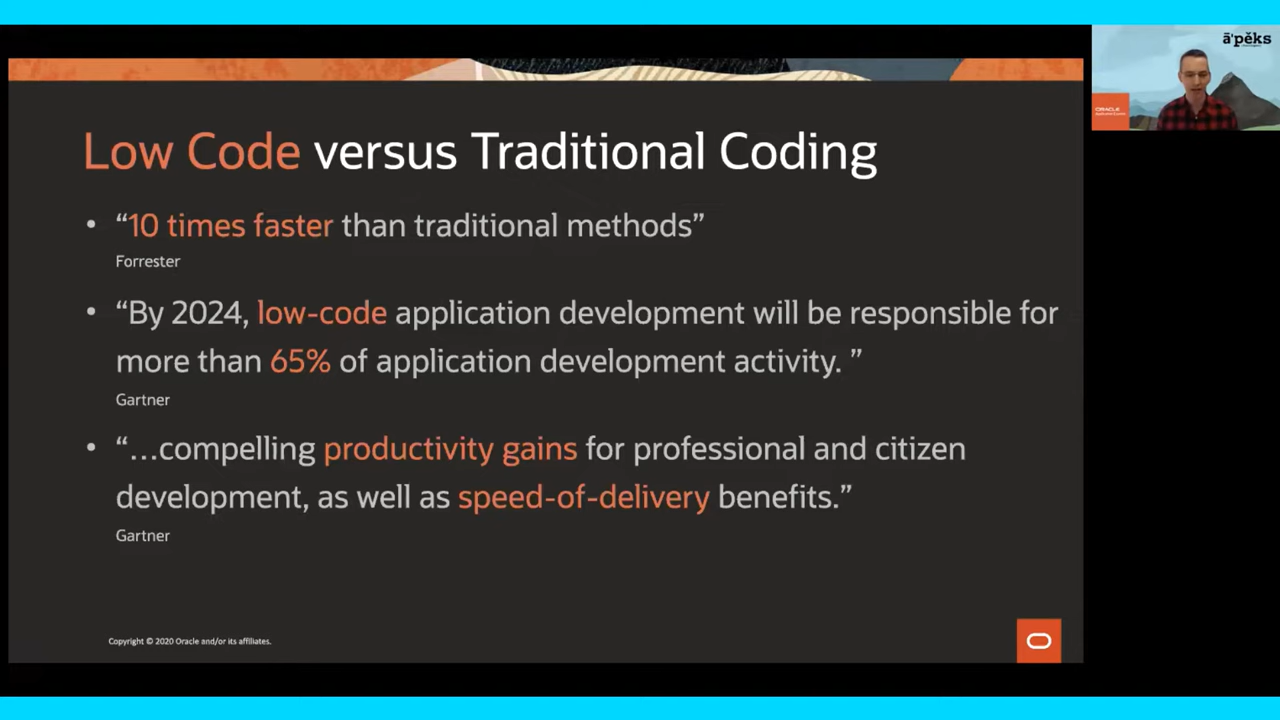 āpĕks
ORACLE
Low Code versus Traditional Coding
• “10 times faster than traditional methods”
Forrester
• “By 2024, low-code application development will be responsible for
more than 65% of application development activity. ”
Gartner
• “...compelling productivity gains for professional and citizen
development, as well as speed-of-delivery benefits.”
Gartner
Copyright © 2020 Oracle and/or its affiliates.